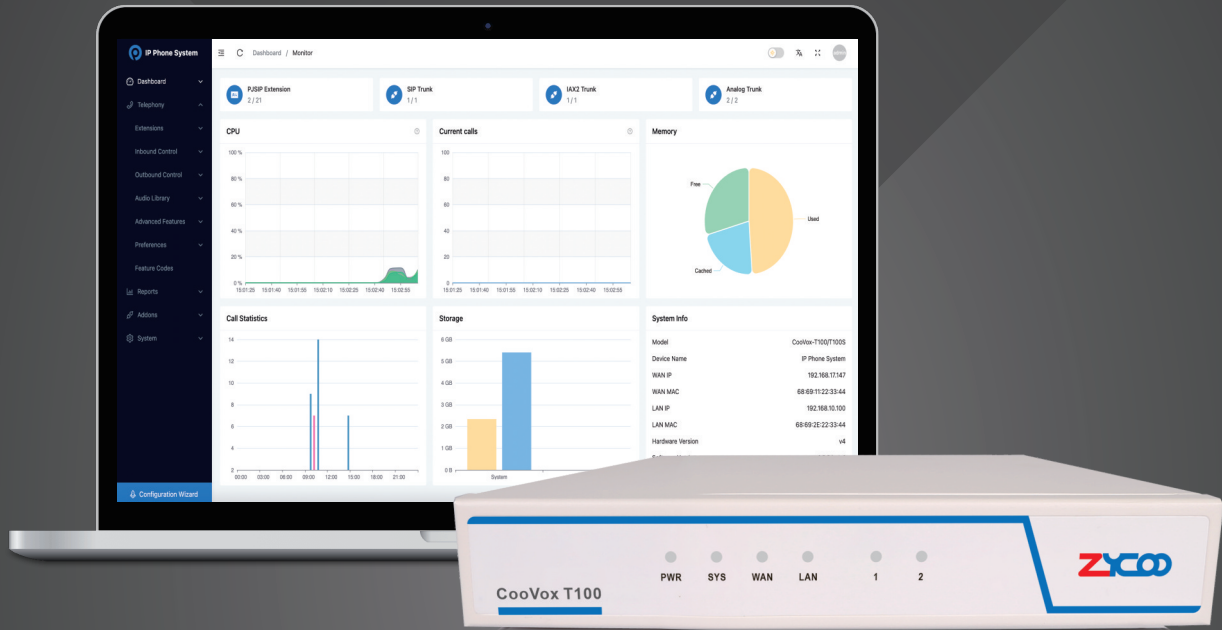 IP Phone System
Dashboard / Monitor
admin
Dashboard
Telephony
Extensions
Inbound Control
Outbound Control
Audio Library
Advanced Features
Preferences
Feature Codes
Reports
Addons
System
Configuration Wizard
PJSIP Extension
2 / 21
SIP Trunk
1 / 1
IAX2 Trunk
1 / 1
Analog Trunk
2 / 2
CPU
100 %
80 %
60 %
40 %
20 %
0 %
15:01:25 15:01:40 15:01:55 15:02:10 15:02:25 15:02:40 15:02:55
Current calls
100
80
60
40
20
0
15:01:25 15:01:40 15:01:55 15:02:10 15:02:25 15:02:40 15:02:55
Memory
Free
Used
Cached
Call Statistics
14
12
10
8
6
4
2
00:00 03:00 06:00 09:00 12:00 15:00 18:00 21:00
Storage
6 GB
5 GB
4 GB
3 GB
2 GB
1 GB
0 B
System
System Info
Model CooVox-T100/T100S
Device Name IP Phone System
WAN IP 192.168.17.147
WAN MAC 68:69:11:22:33:44
LAN IP 192.168.10.100
LAN MAC 68:69:2E:22:33:44
Hardware Version v4
PWR SYS WAN LAN 1 2
CooVox T100
ZYCOO